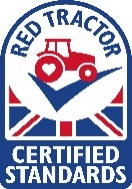 RED TRACTOR
CERTIFIED
STANDARDS